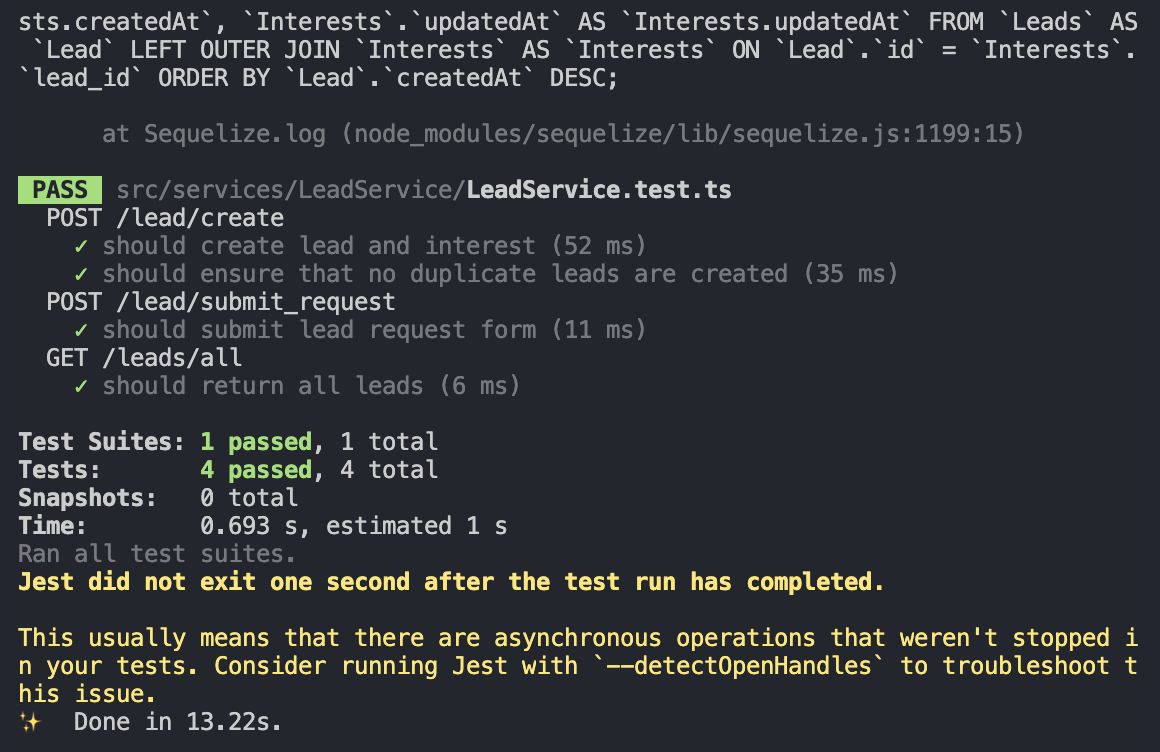 sts.createdAt`, `Interests`.`updatedAt` AS `Interests.updatedAt` FROM `Leads` AS
`Lead` LEFT OUTER JOIN `Interests` AS `Interests` ON `Lead`.`id` = `Interests`.
`lead_id` ORDER BY `Lead`.`createdAt` DESC;
at Sequelize.log (node_modules/sequelize/lib/sequelize.js:1199:15)
PASS src/services/LeadService/LeadService.test.ts
POST /lead/create
✓ should create lead and interest (52 ms)
✓ should ensure that no duplicate leads are created (35 ms)
POST /lead/submit_request
✓ should submit lead request form (11 ms)
GET /leads/all
✓ should return all leads (6 ms)
Test Suites: 1 passed, 1 total
Tests: 4 passed, 4 total
Snapshots: 0 total
Time: 0.693 s, estimated 1 s
Ran all test suites.
Jest did not exit one second after the test run has completed.
This usually means that there are asynchronous operations that weren't stopped i
n your tests. Consider running Jest with `--detectOpenHandles` to troubleshoot t
his issue.
✨ Done in 13.22s.